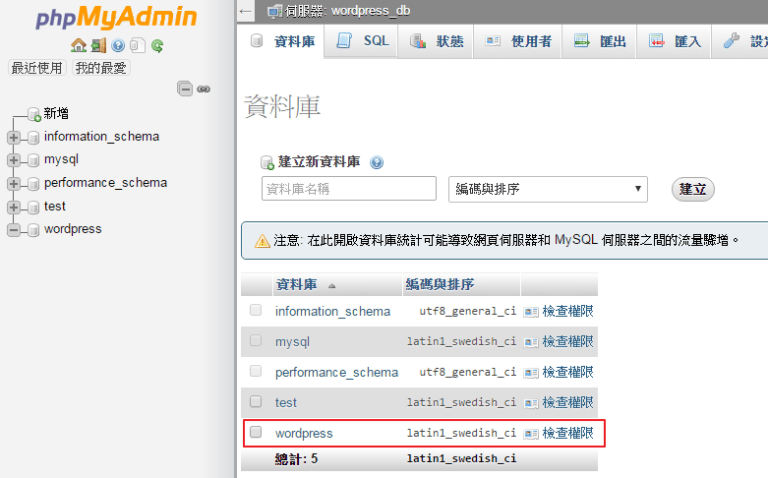 phpMyAdmin
最近使用 我的最愛
新增
information_schema
mysql
performance_schema
test
wordpress
伺服器: wordpress_db
資料庫 SQL 狀態 使用者 匯出 匯入 設定
資料庫
建立新資料庫
資料庫名稱 編碼與排序 建立
注意: 在此開啟資料庫統計可能導致網頁伺服器和 MySQL 伺服器之間的流量驟增。
資料庫 編碼與排序
information_schema utf8_general_ci 檢查權限
mysql latin1_swedish_ci 檢查權限
performance_schema utf8_general_ci 檢查權限
test latin1_swedish_ci 檢查權限
wordpress latin1_swedish_ci 檢查權限
總計: 5 latin1_swedish_ci